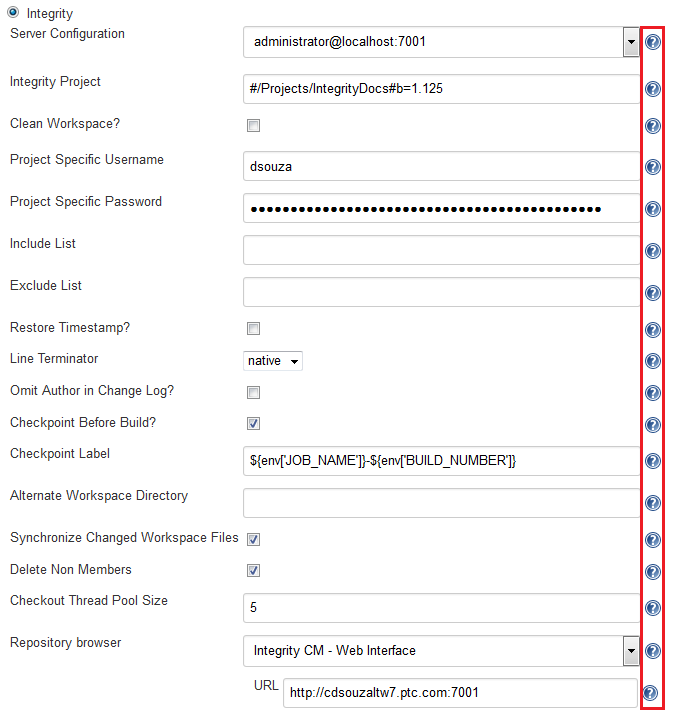 Integrity
Server Configuration administrator@localhost:7001
Integrity Project #/Projects/IntegrityDocs#b=1.125
Clean Workspace?
Project Specific Username dsouza
Project Specific Password ••••••••••••••••••••••••••••••••••••••••••••
Include List
Exclude List
Restore Timestamp?
Line Terminator native
Omit Author in Change Log?
Checkpoint Before Build?
Checkpoint Label ${env['JOB_NAME']}-${env['BUILD_NUMBER']}
Alternate Workspace Directory
Synchronize Changed Workspace Files
Delete Non Members
Checkout Thread Pool Size 5
Repository browser Integrity CM - Web Interface
URL http://cdsouzaltw7.ptc.com:7001